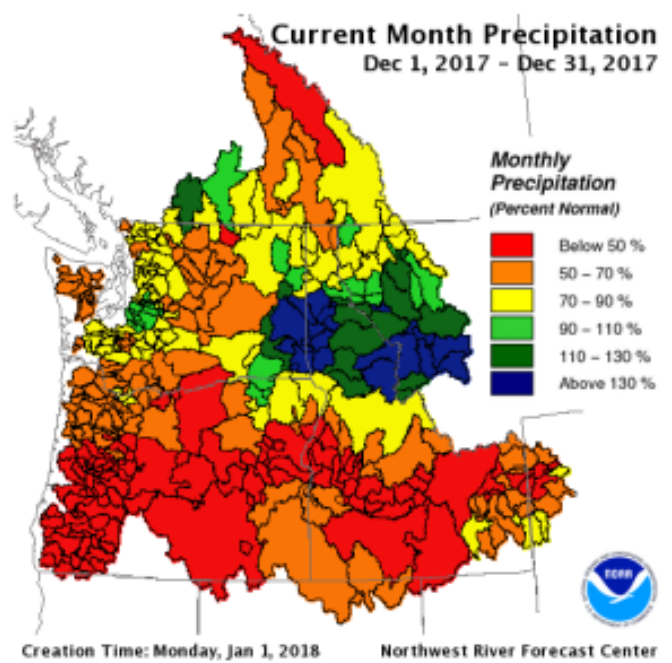 Current Month Precipitation
Dec 1, 2017 – Dec 31, 2017
Monthly
Precipitation
(Percent Normal)
Below 50 %
50 – 70 %
70 – 90 %
90 – 110 %
110 – 130 %
Above 130 %
NOAA
Creation Time: Monday, Jan 1, 2018
Northwest River Forecast Center